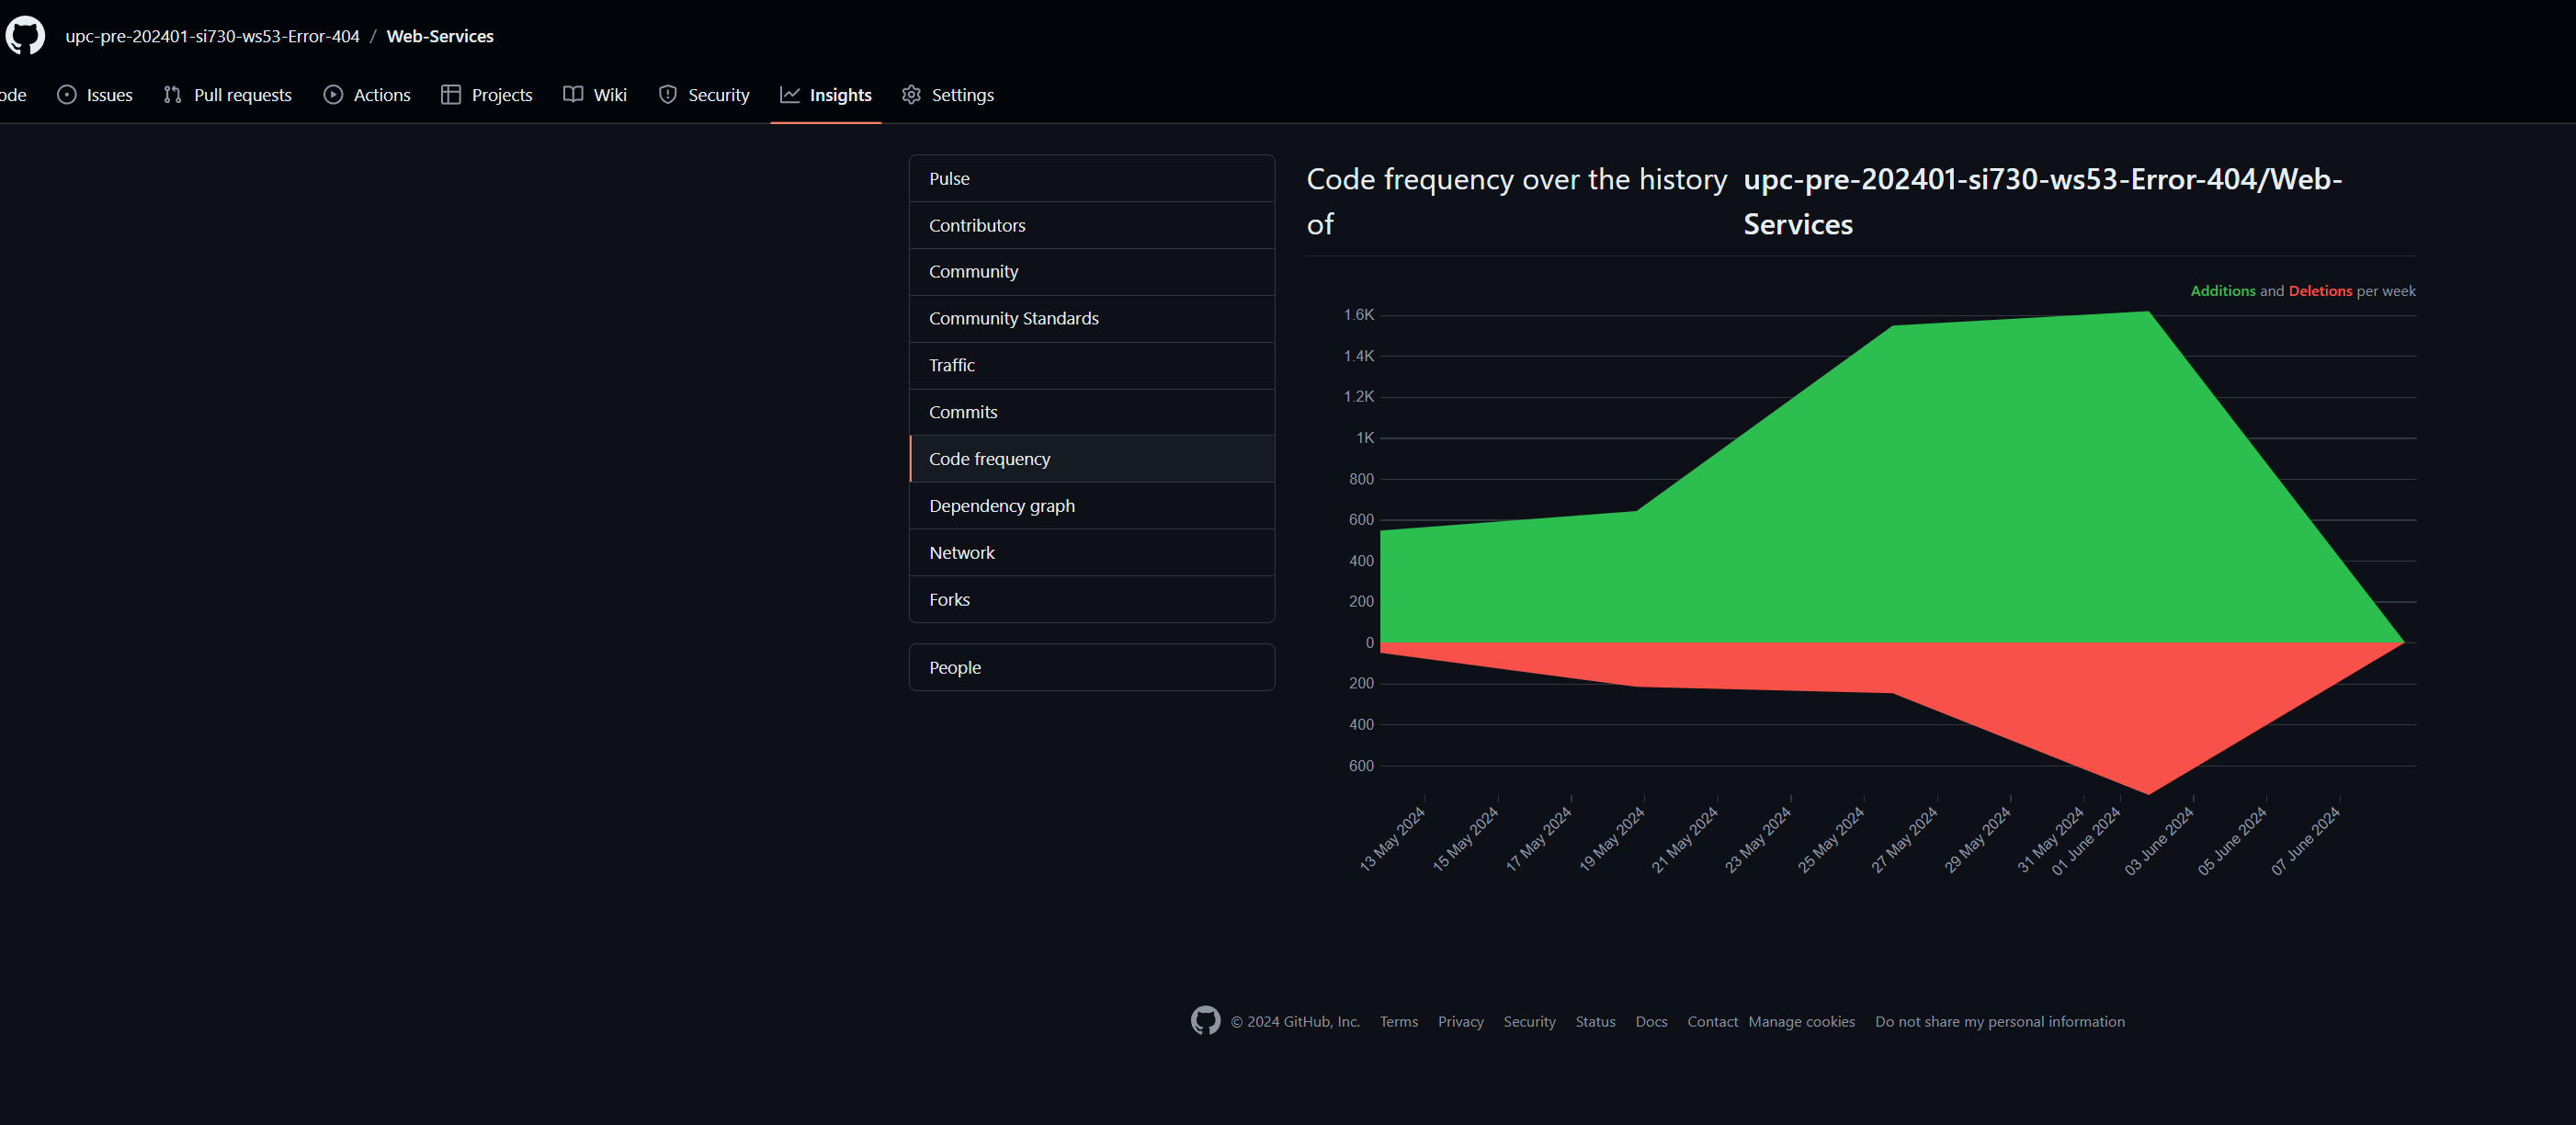 upc-pre-202401-si730-ws53-Error-404 / Web-Services
ode Issues Pull requests Actions Projects Wiki Security Insights Settings
Pulse
Contributors
Community
Community Standards
Traffic
Commits
Code frequency
Dependency graph
Network
Forks
People
Code frequency over the history
of
upc-pre-202401-si730-ws53-Error-404/Web-
Services
Additions and Deletions per week
1.6K
1.4K
1.2K
1K
800
600
400
200
0
200
400
600
13 May 2024
15 May 2024
17 May 2024
19 May 2024
21 May 2024
23 May 2024
25 May 2024
27 May 2024
29 May 2024
31 May 2024
01 June 2024
03 June 2024
05 June 2024
07 June 2024
© 2024 GitHub, Inc. Terms Privacy Security Status Docs Contact Manage cookies Do not share my personal information